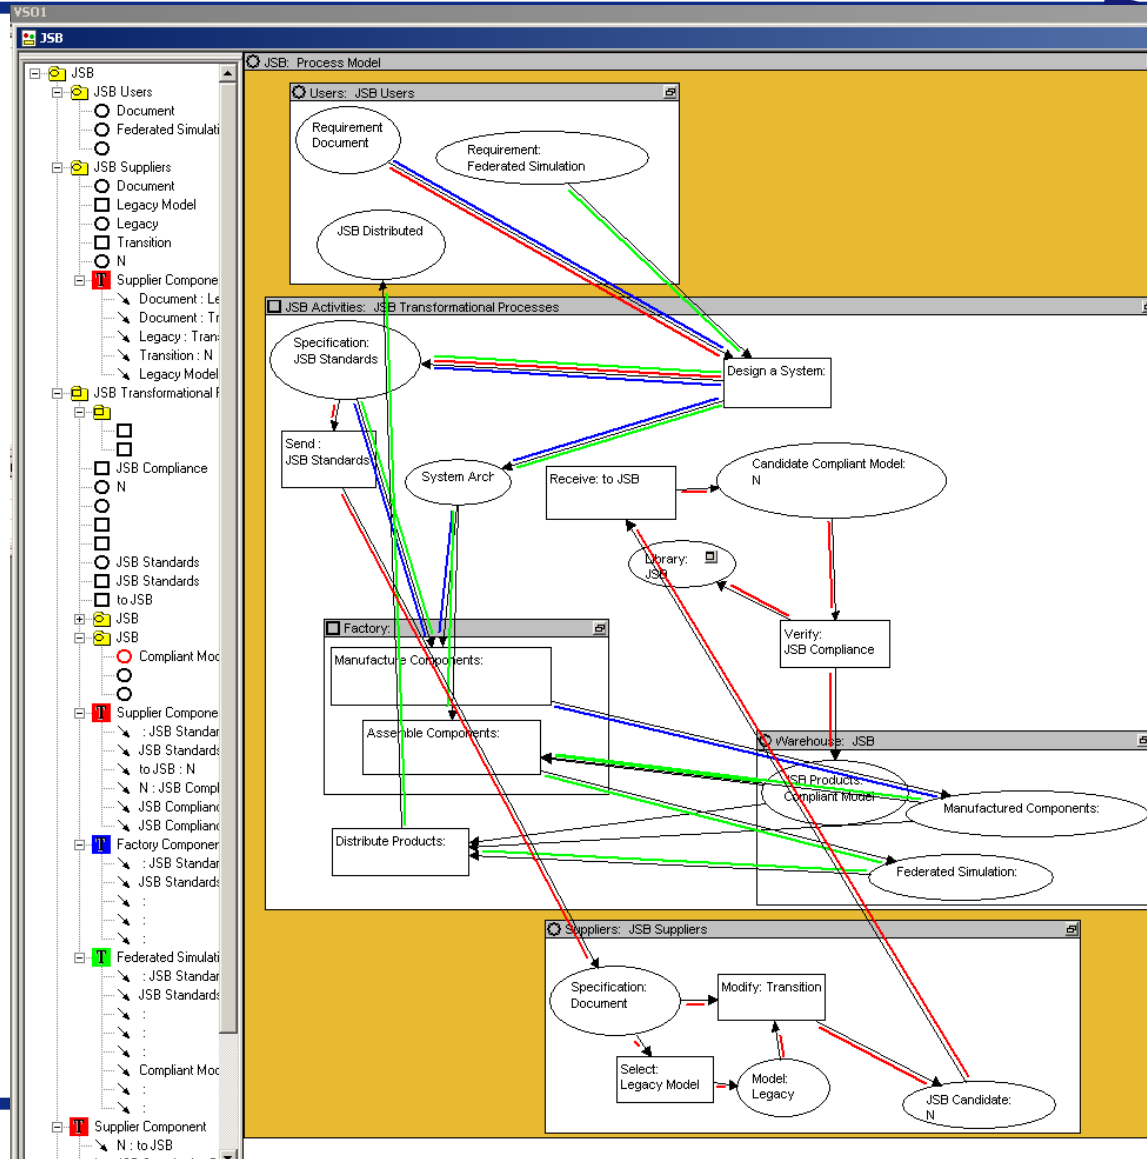 VSO1
JSB
JSB
JSB Users
Document
Federated Simulati
JSB Suppliers
Document
Legacy Model
Legacy
Transition
N
T Supplier Compone
Document : Le
Document : Tr
Legacy : Tran
Transition : N
Legacy Model
JSB Transformational F
JSB Compliance
N
JSB Standards
JSB Standards
to JSB
JSB
JSB
Compliant Moc
T Supplier Compone
: JSB Standar
JSB Standards
to JSB : N
N : JSB Compl
JSB Complianc
JSB Complianc
T Factory Componer
: JSB Standar
JSB Standards
:
:
:
T Federated Simulati
: JSB Standar
JSB Standards
:
:
:
Compliant Moc
:
:
T Supplier Component
N : to JSB
JSB: Process Model
Users: JSB Users
Requirement
Document
Requirement:
Federated Simulation
JSB Distributed
JSB Activities: JSB Transformational Processes
Specification:
JSB Standards
Design a System:
Send :
JSB Standards
System Arch
Receive: to JSB
Candidate Compliant Model:
N
Library:
JSB
Verify:
JSB Compliance
Factory:
Manufacture Components:
Assemble Components:
Warehouse: JSB
JSB Products:
Compliant Model
Manufactured Components:
Distribute Products:
Federated Simulation:
Suppliers: JSB Suppliers
Specification:
Document
Modify: Transition
Select:
Legacy Model
Model:
Legacy
JSB Candidate:
N